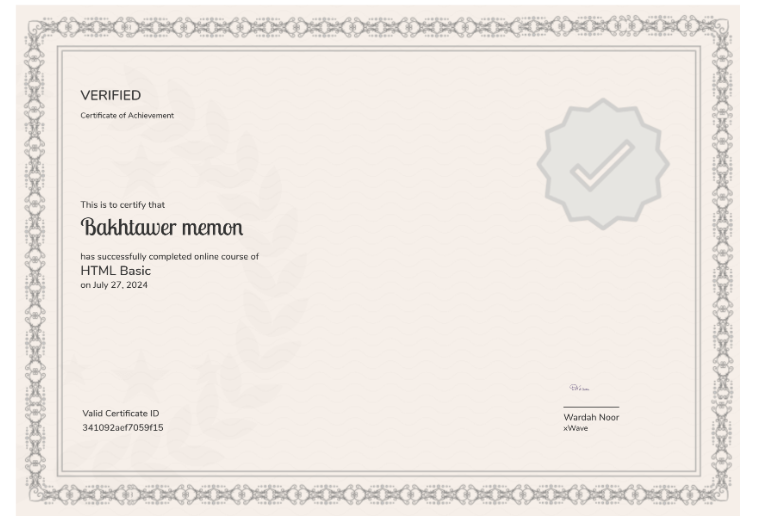 VERIFIED
Certificate of Achievement
This is to certify that
Bakhtawer memon
has successfully completed online course of
HTML Basic
on July 27, 2024
Valid Certificate ID
341092aef7059f15
Wardah Noor
xWave